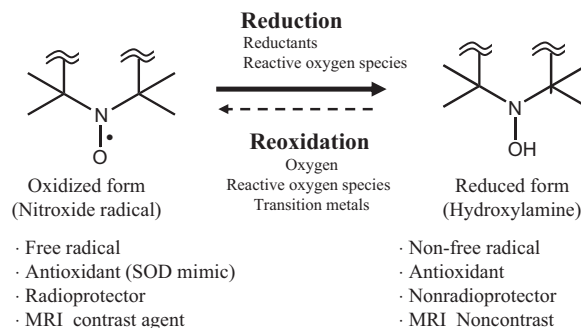 Reduction
Reductants
Reactive oxygen species
N
O
N
OH
Reoxidation
Oxygen
Reactive oxygen species
Transition metals
Oxidized form
(Nitroxide radical)
Reduced form
(Hydroxylamine)
· Free radical
· Antioxidant (SOD mimic)
· Radioprotector
· MRI contrast agent
· Non-free radical
· Antioxidant
· Nonradioprotector
· MRI Noncontrast